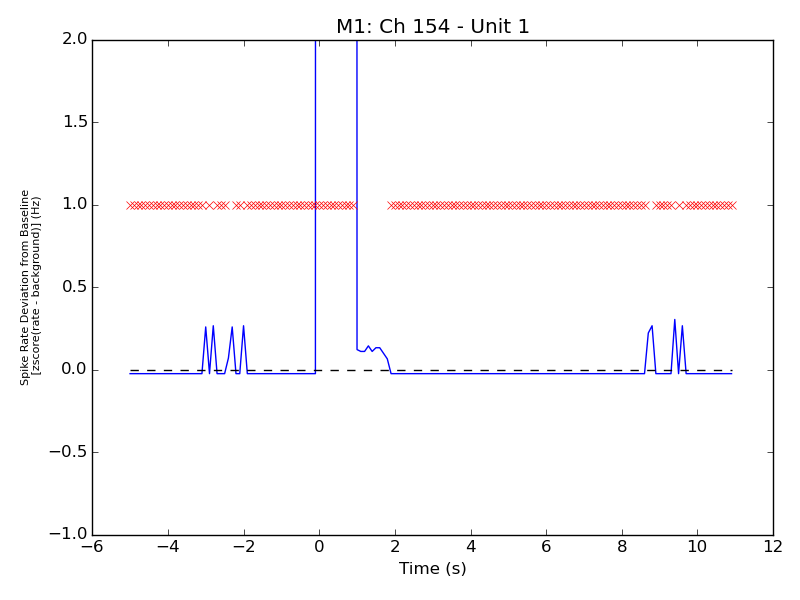 M1: Ch 154 - Unit 1
2.0
1.5
1.0
0.5
0.0
−0.5
−1.0
Spike Rate Deviation from Baseline
[zscore(rate - background)] (Hz)
−6 −4 −2 0 2 4 6 8 10 12
Time (s)